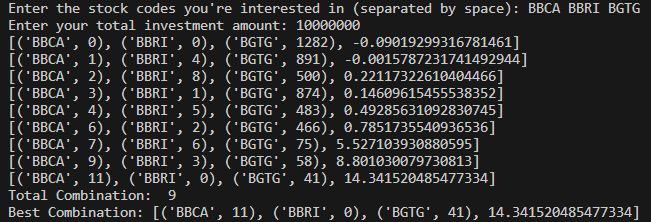 Enter the stock codes you're interested in (separated by space): BBCA BBRI BGTG
Enter your total investment amount: 10000000
[('BBCA', 0), ('BBRI', 0), ('BGTG', 1282), -0.09019299316781461]
[('BBCA', 1), ('BBRI', 4), ('BGTG', 891), -0.0015787231741492944]
[('BBCA', 2), ('BBRI', 8), ('BGTG', 500), 0.22117322610404466]
[('BBCA', 3), ('BBRI', 1), ('BGTG', 874), 0.14609615455538352]
[('BBCA', 4), ('BBRI', 5), ('BGTG', 483), 0.49285631092830745]
[('BBCA', 6), ('BBRI', 2), ('BGTG', 466), 0.7851735540936536]
[('BBCA', 7), ('BBRI', 6), ('BGTG', 75), 5.527103930880595]
[('BBCA', 9), ('BBRI', 3), ('BGTG', 58), 8.801030079730813]
[('BBCA', 11), ('BBRI', 0), ('BGTG', 41), 14.341520485477334]
Total Combination:  9
Best Combination: [('BBCA', 11), ('BBRI', 0), ('BGTG', 41), 14.341520485477334]